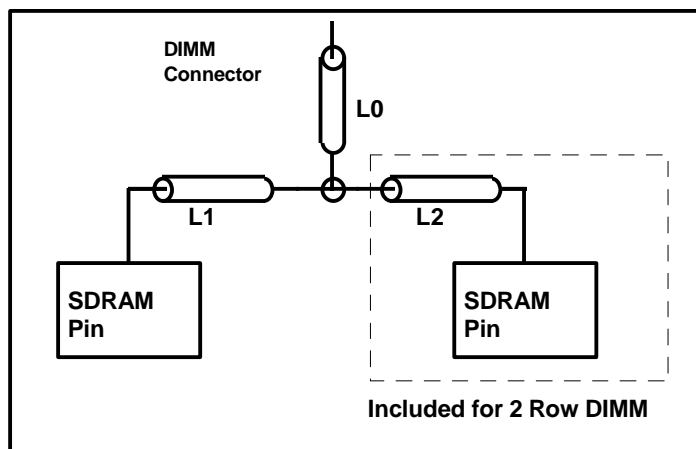 DIMM
Connector
L0
L1
L2
SDRAM
Pin
SDRAM
Pin
Included for 2 Row DIMM